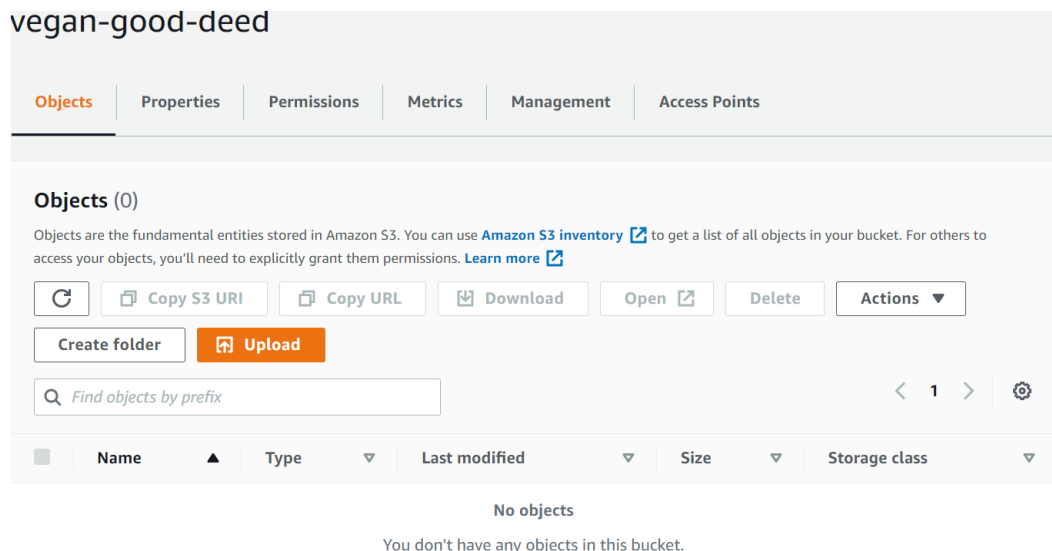 vegan-good-deed
Objects Properties Permissions Metrics Management Access Points
Objects (0)
Objects are the fundamental entities stored in Amazon S3. You can use Amazon S3 inventory to get a list of all objects in your bucket. For others to
access your objects, you'll need to explicitly grant them permissions. Learn more
Copy S3 URI Copy URL Download Open Delete Actions
Create folder Upload
Find objects by prefix 1
Name Type Last modified Size Storage class
No objects
You don't have any objects in this bucket.